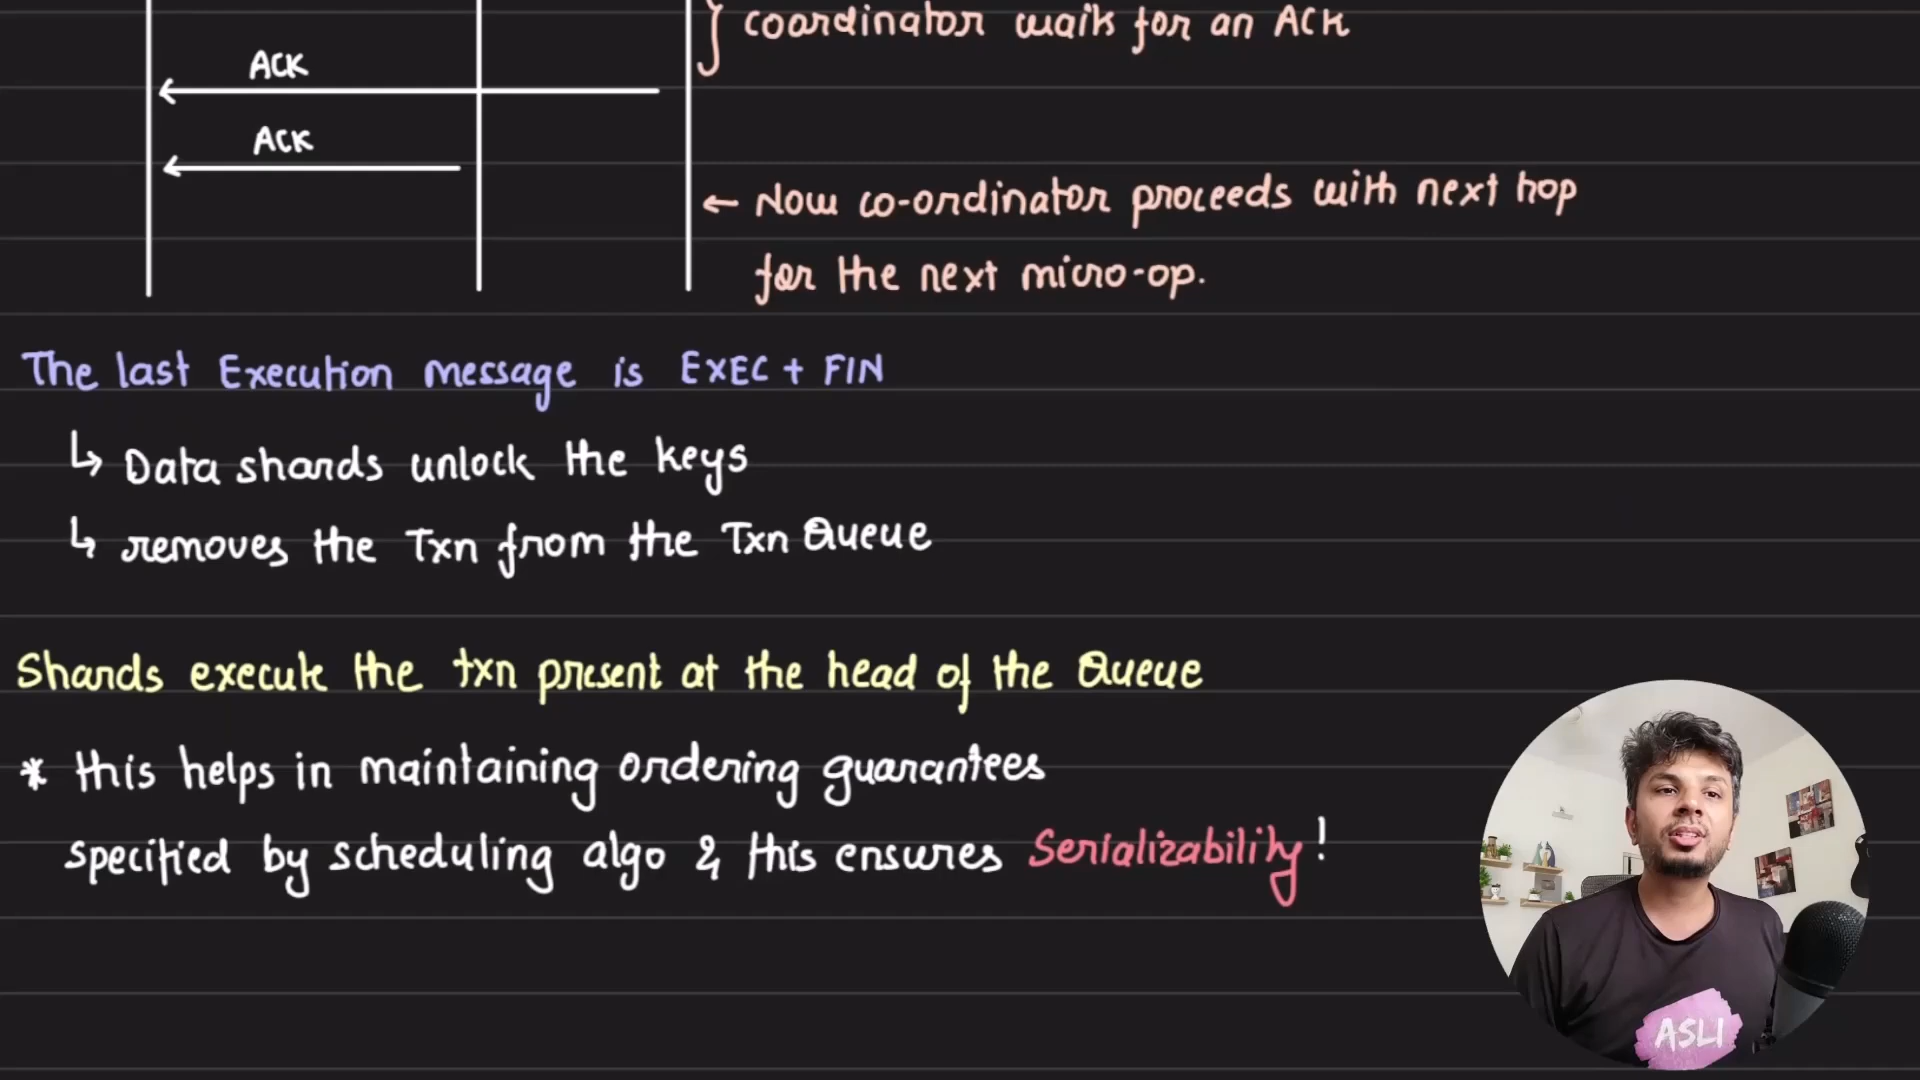 coordinator waits for an ACK
ACK
ACK
← Now co-ordinator proceeds with next hop
for the next micro-op.
The last Execution message is EXEC + FIN
↳ Data shards unlock the keys
↳ removes the Txn from the Txn Queue
Shards execute the txn present at the head of the Queue
* this helps in maintaining ordering guarantees
specified by scheduling algo & this ensures Serializability!
ASLI